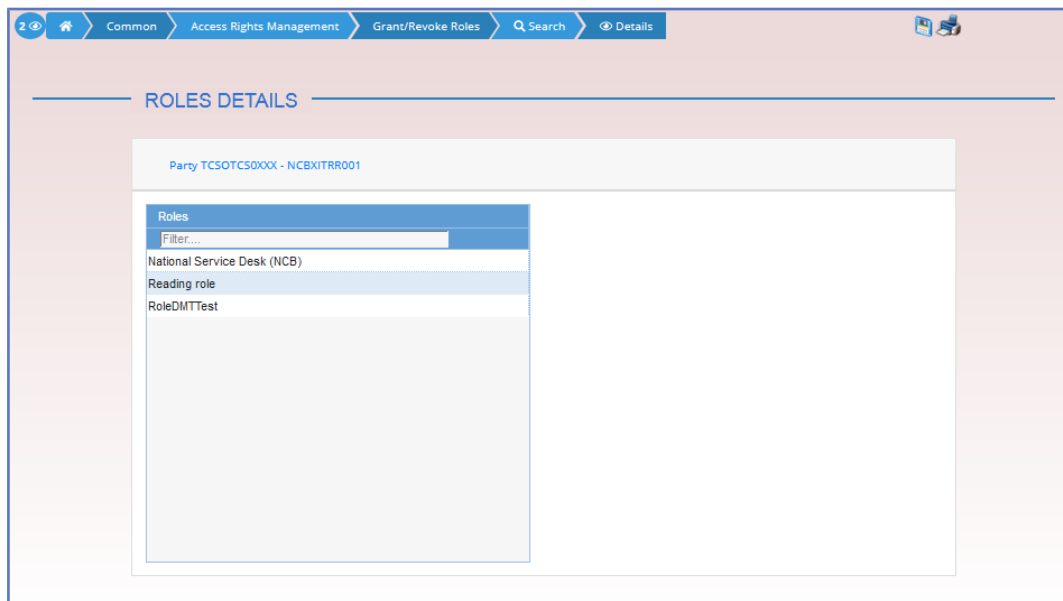 2 Common Access Rights Management Grant/Revoke Roles Search Details
ROLES DETAILS
Party TCSOTCS0XXX - NCBXITRR001
Roles
Filter....
National Service Desk (NCB)
Reading role
RoleDMTTest